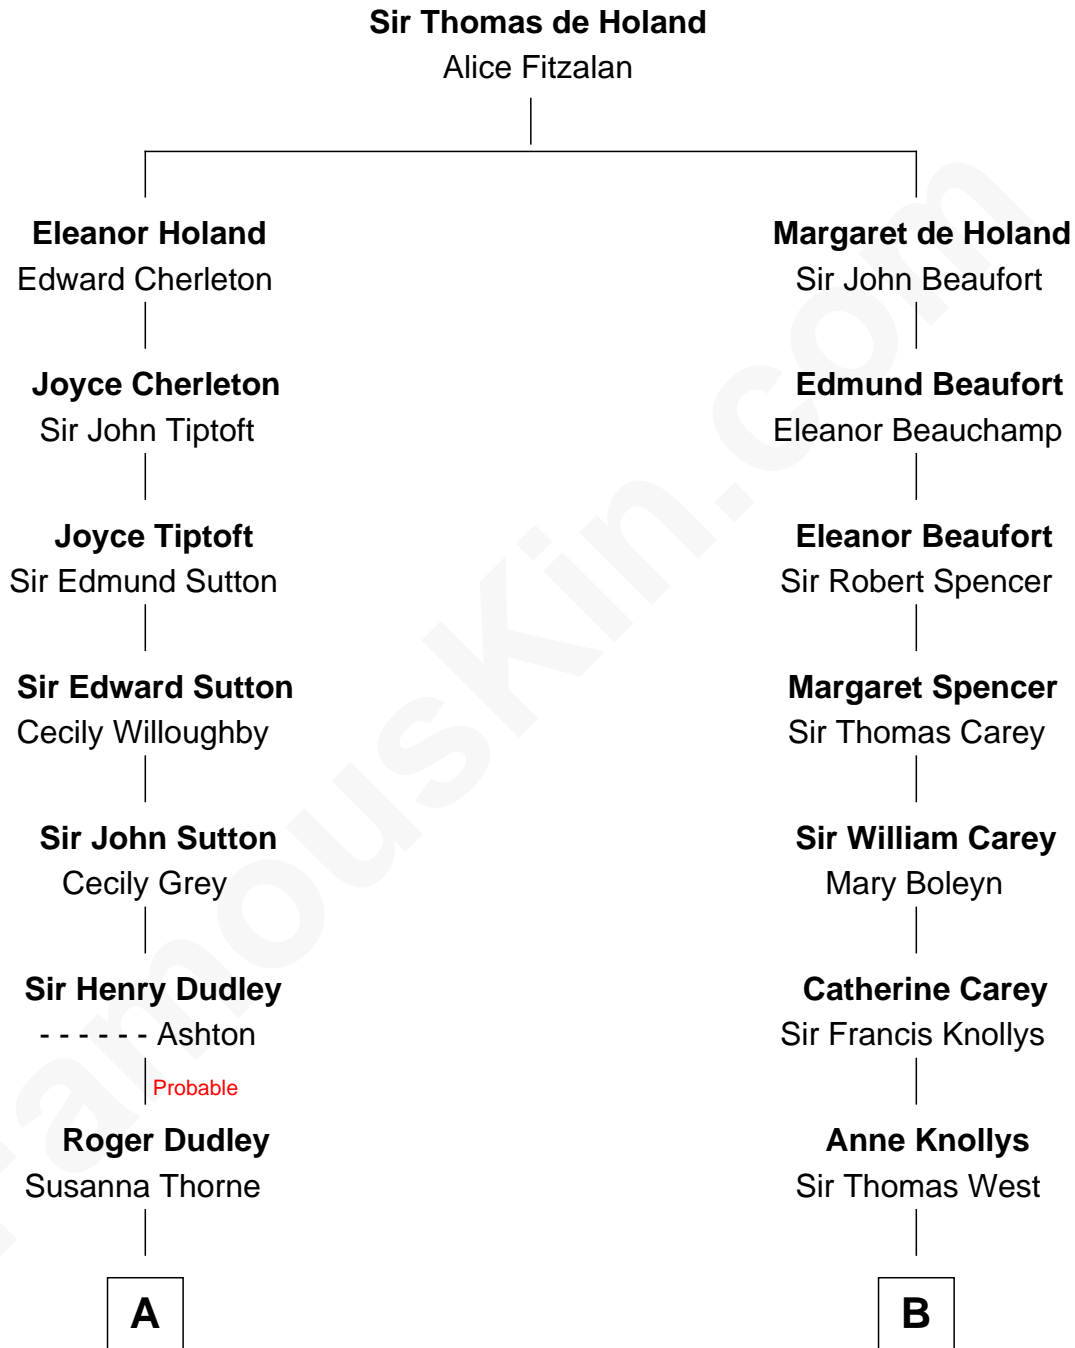 Sir Thomas de Holand
Alice Fitzalan
Eleanor Holand
Edward Cherleton
Margaret de Holand
Sir John Beaufort
Joyce Cherleton
Sir John Tiptoft
Edmund Beaufort
Eleanor Beauchamp
Joyce Tiptoft
Sir Edmund Sutton
Eleanor Beaufort
Sir Robert Spencer
Sir Edward Sutton
Cecily Willoughby
Margaret Spencer
Sir Thomas Carey
Sir John Sutton
Cecily Grey
Sir William Carey
Mary Boleyn
Sir Henry Dudley
- - - - - - Ashton
Probable
Catherine Carey
Sir Francis Knollys
Roger Dudley
Susanna Thorne
Anne Knollys
Sir Thomas West
A
B
FamousKin.com